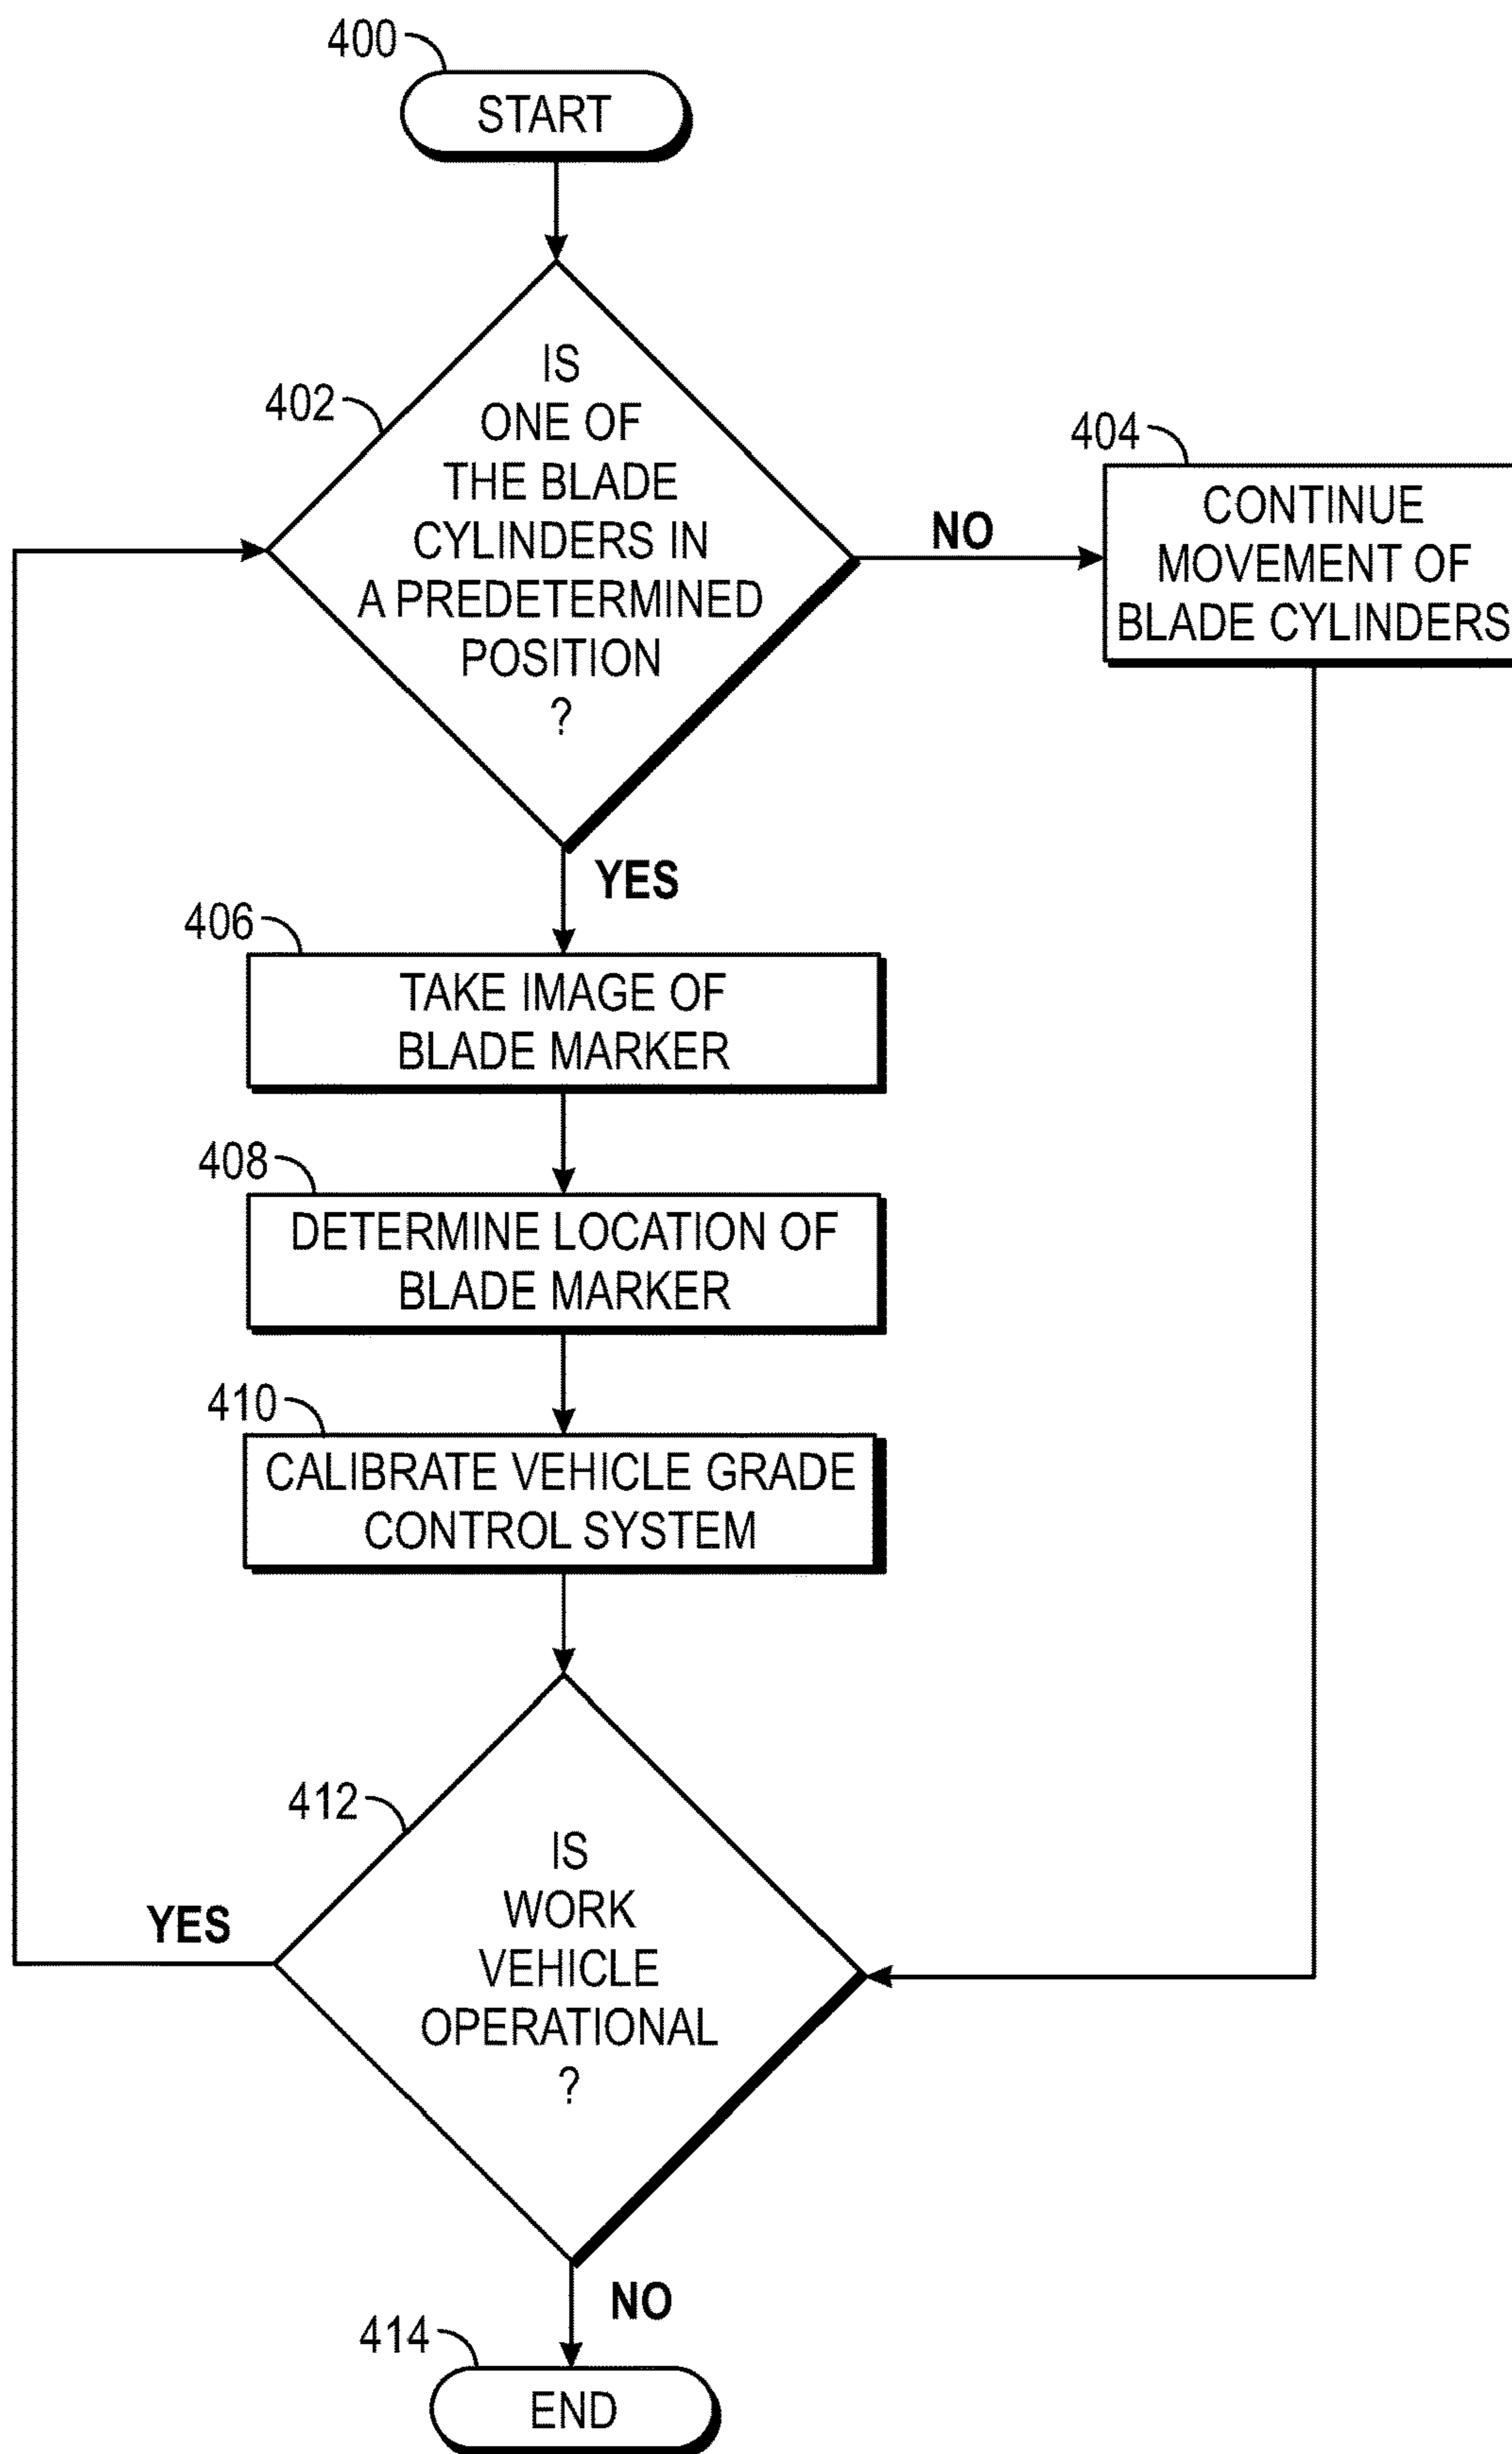 400
START
402
IS
ONE OF
THE BLADE
CYLINDERS IN
A PREDETERMINED
POSITION
?
NO
404
CONTINUE
MOVEMENT OF
BLADE CYLINDERS
YES
406
TAKE IMAGE OF
BLADE MARKER
408
DETERMINE LOCATION OF
BLADE MARKER
410
CALIBRATE VEHICLE GRADE
CONTROL SYSTEM
412
IS
WORK
VEHICLE
OPERATIONAL
?
YES
NO
414
END